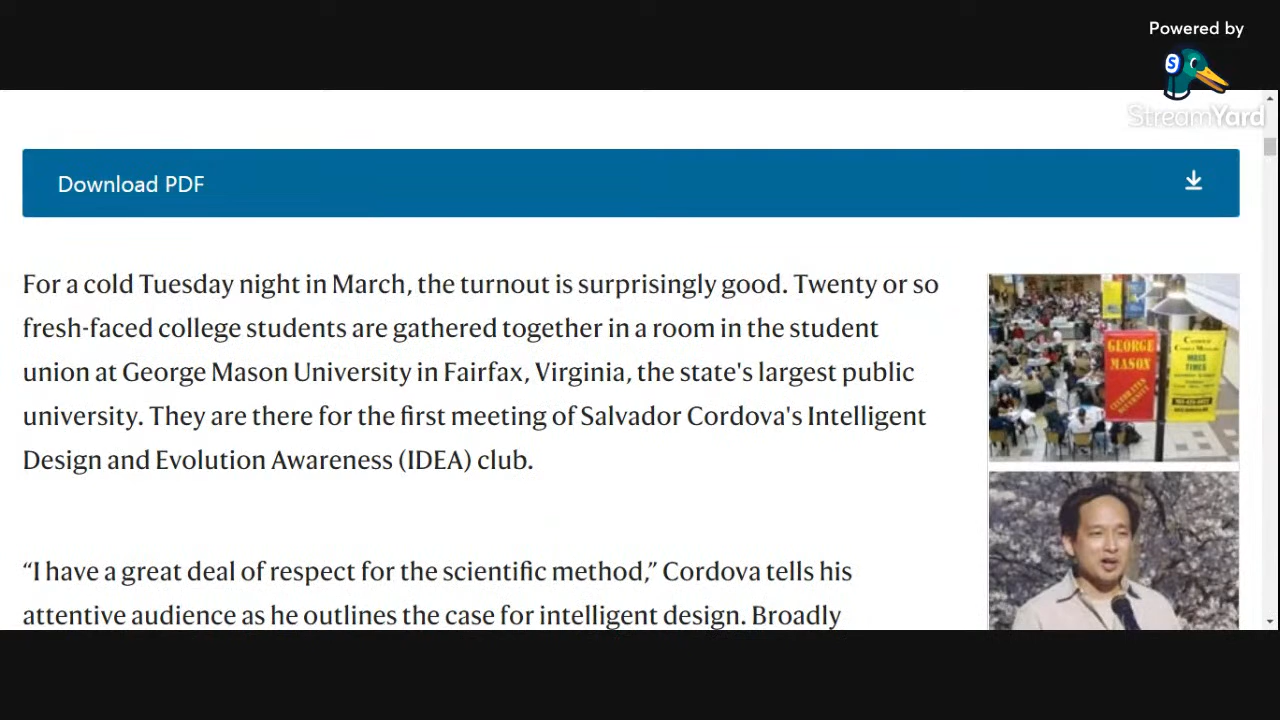 Powered by
S
StreamYard
Download PDF
For a cold Tuesday night in March, the turnout is surprisingly good. Twenty or so
fresh-faced college students are gathered together in a room in the student
union at George Mason University in Fairfax, Virginia, the state's largest public
university. They are there for the first meeting of Salvador Cordova's Intelligent
Design and Evolution Awareness (IDEA) club.
GEORGE
MASON
MASS
TIMES
“I have a great deal of respect for the scientific method,” Cordova tells his
attentive audience as he outlines the case for intelligent design. Broadly